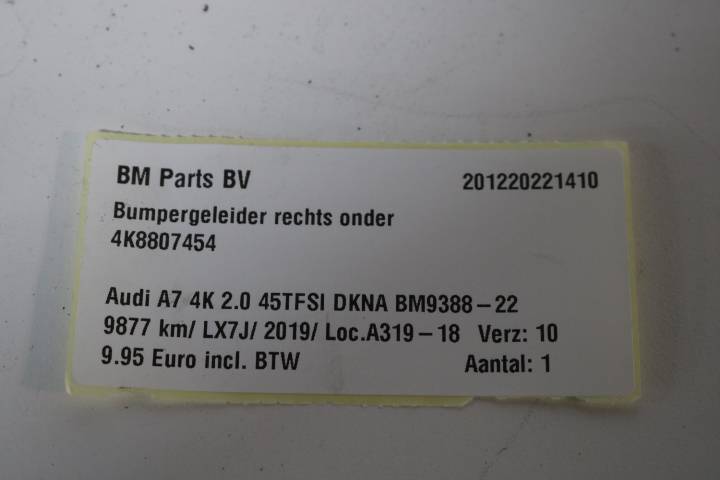 BM Parts BV 201220221410
Bumpergeleider rechts onder
4K8807454
Audi A7 4K 2.0 45TFSI DKNA BM9388-22
9877 km/ LX7J/ 2019/ Loc.A319-18 Verz: 10
9.95 Euro incl. BTW Aantal: 1